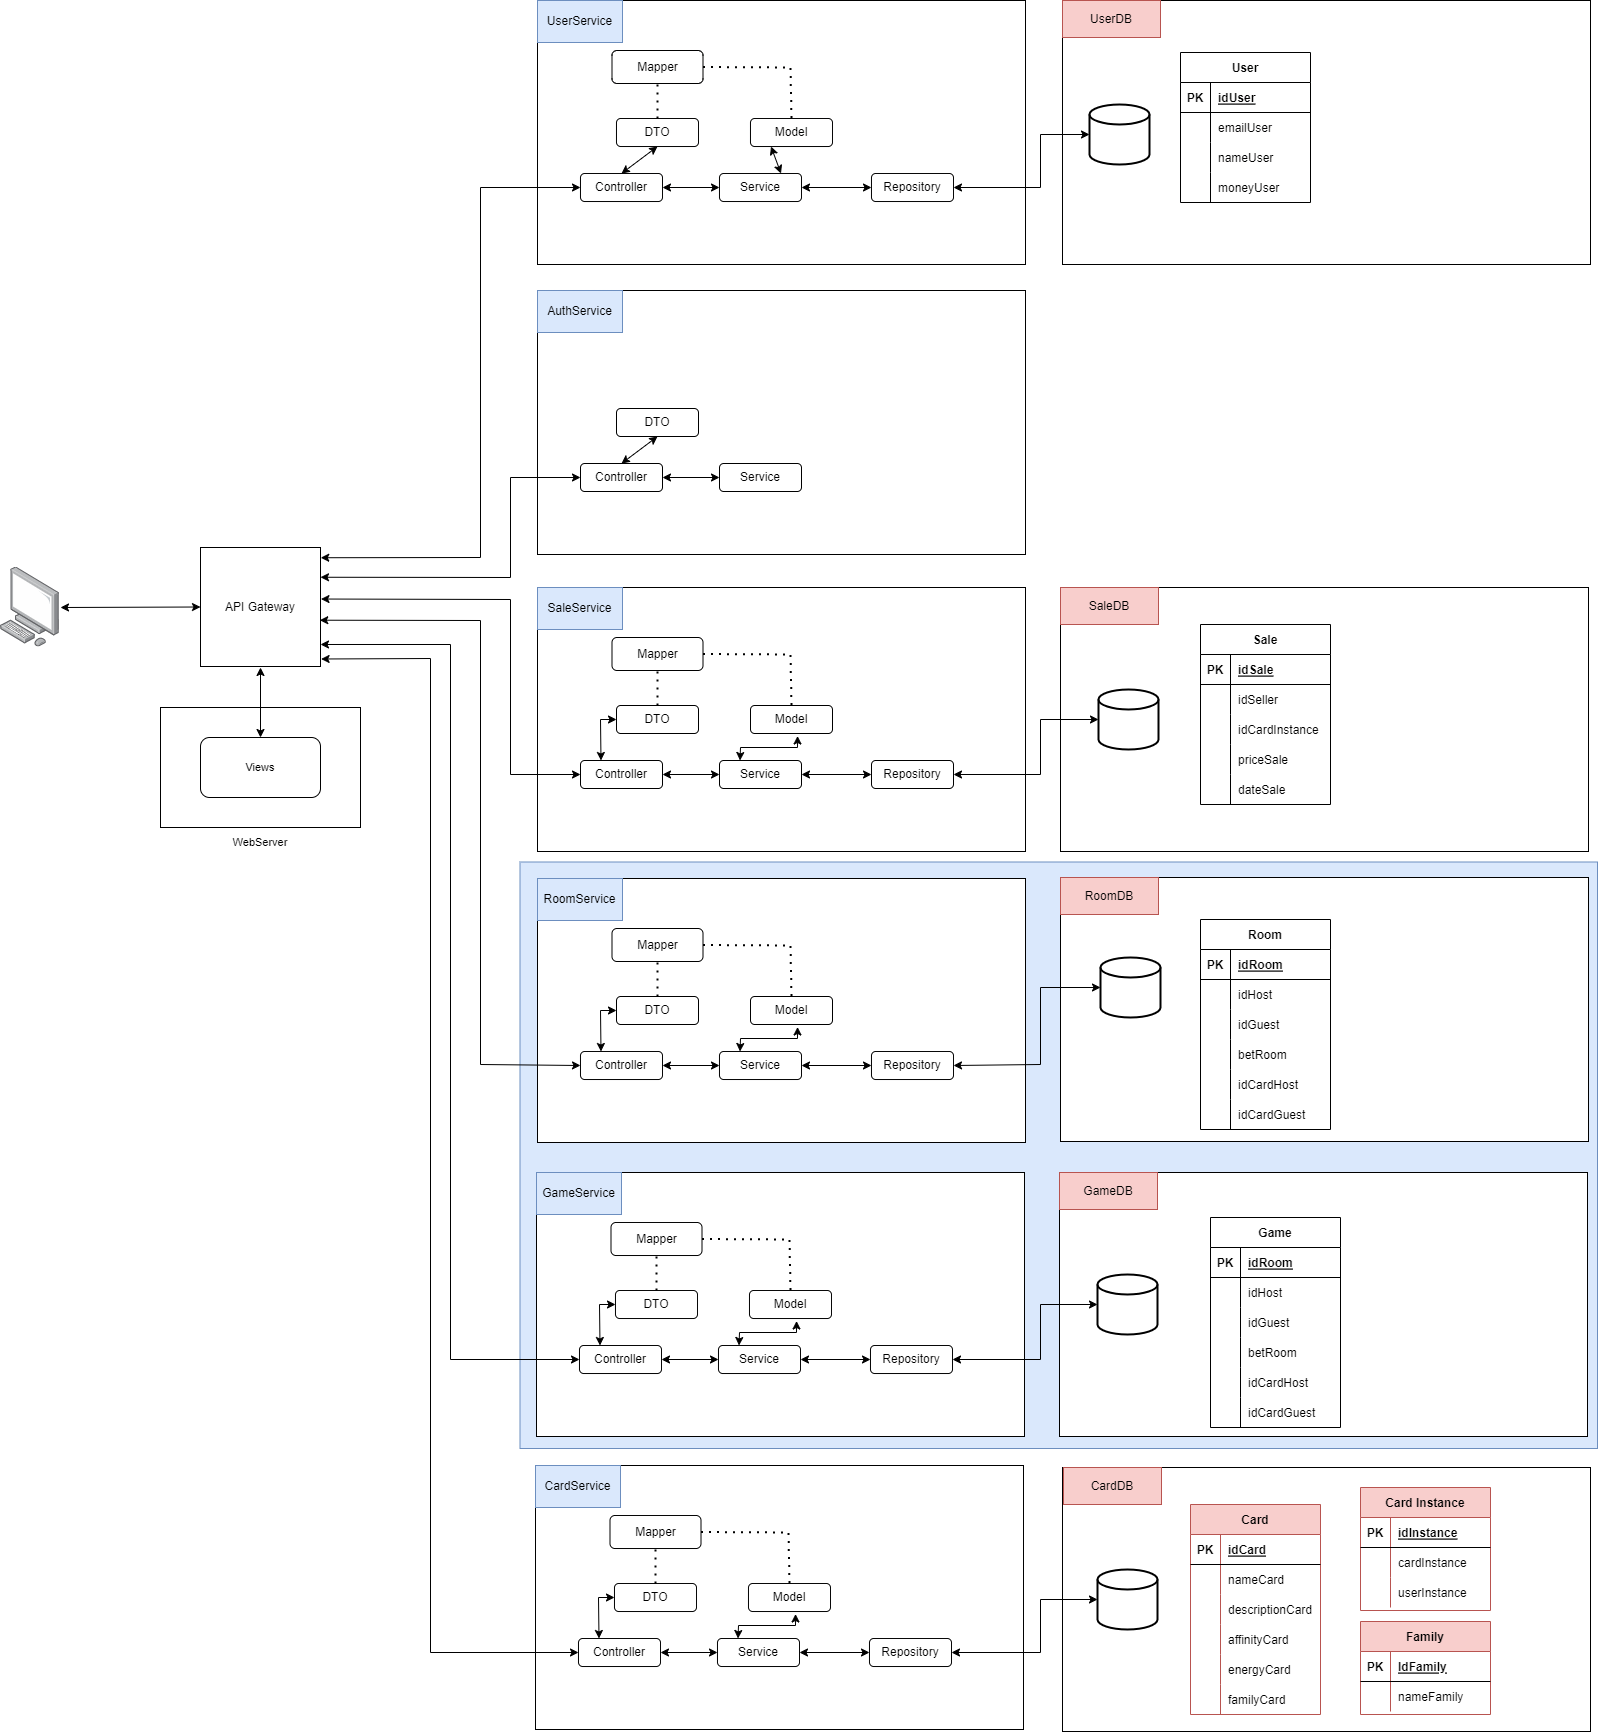 UserService
Mapper
DTO
Model
Controller
Service
Repository
UserDB
User
PK idUser
emailUser
nameUser
moneyUser
AuthService
DTO
Controller
Service
API Gateway
Views
WebServer
SaleService
Mapper
DTO
Model
Controller
Service
Repository
SaleDB
Sale
PK idSale
idSeller
idCardInstance
priceSale
dateSale
RoomService
Mapper
DTO
Model
Controller
Service
Repository
RoomDB
Room
PK idRoom
idHost
idGuest
betRoom
idCardHost
idCardGuest
GameService
Mapper
DTO
Model
Controller
Service
Repository
GameDB
Game
PK idRoom
idHost
idGuest
betRoom
idCardHost
idCardGuest
CardService
Mapper
DTO
Model
Controller
Service
Repository
CardDB
Card
PK idCard
nameCard
descriptionCard
affinityCard
energyCard
familyCard
Card Instance
PK idInstance
cardInstance
userInstance
Family
PK IdFamily
nameFamily